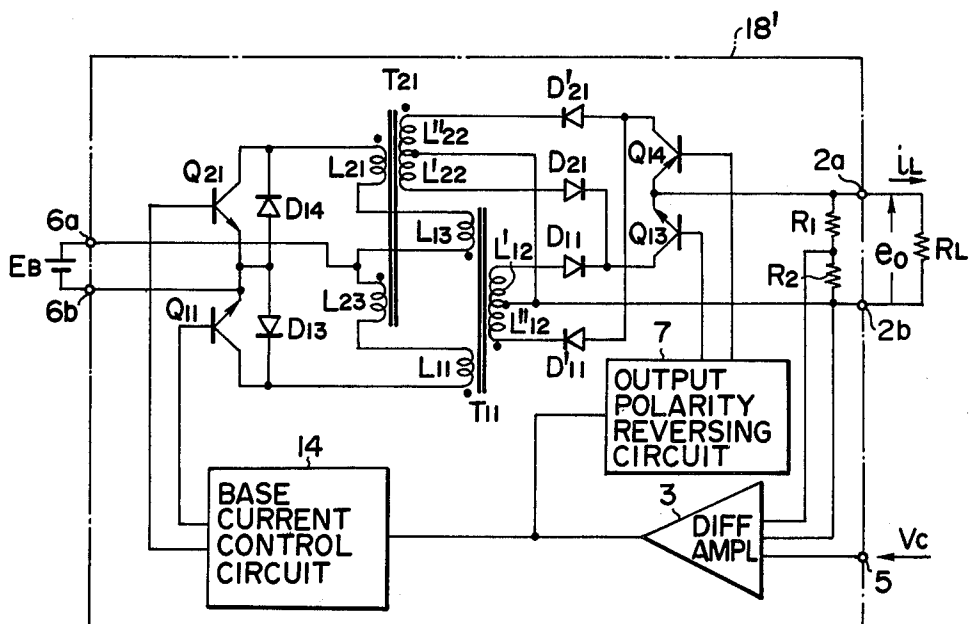 18'
T21
D'21
Q21
L21
L''22
L'22
Q14
D21
2a
iL
D14
6a
L13
D11
Q13
R1
EB
L'12
R2
eo
RL
6b
Q11
L23
L''12
2b
D13
L11
D'11
T11
7
OUTPUT
POLARITY
REVERSING
CIRCUIT
14
BASE
CURRENT
CONTROL
CIRCUIT
3
DIFF
AMPL
Vc
5